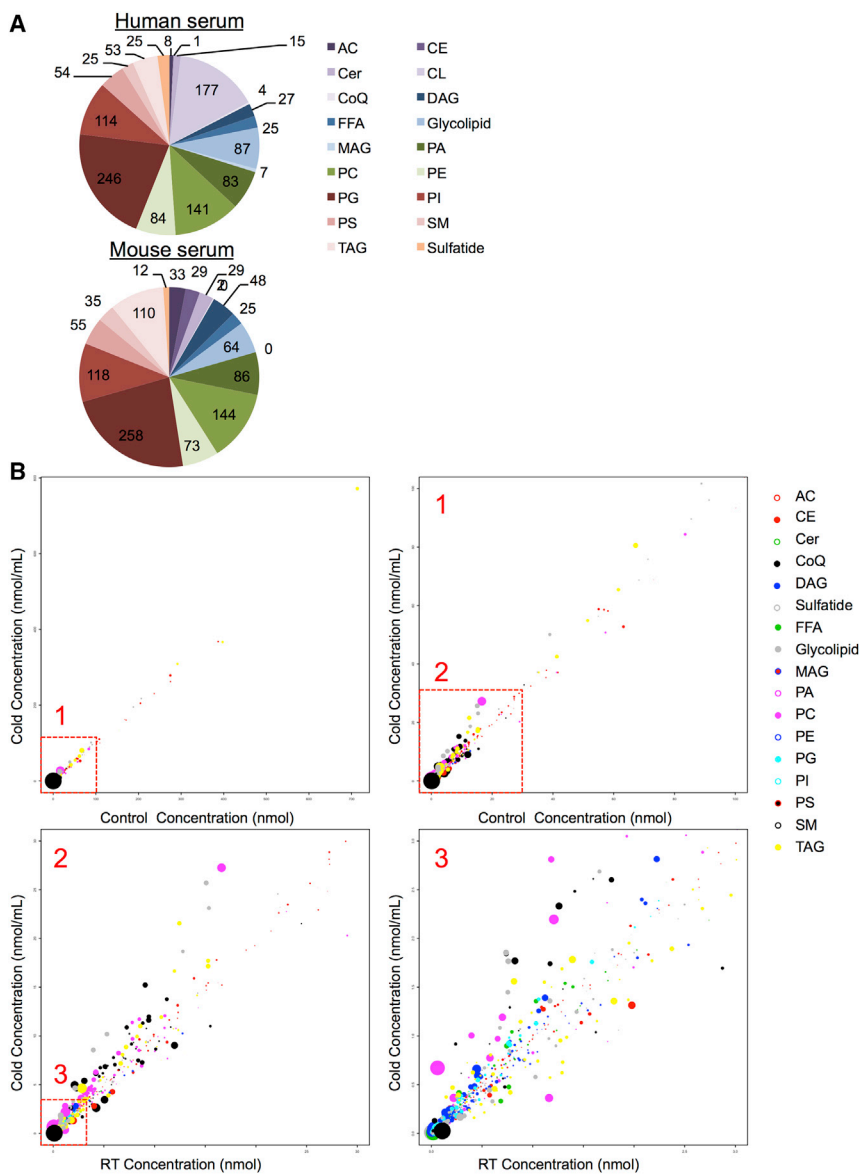 A
Human serum
53 25 8 1 15
25
54
177
4
27
25
114
87
7
246
83
141
84
AC CE
Cer CL
CoQ DAG
FFA Glycolipid
MAG PA
PC PE
PG PI
PS SM
TAG Sulfatide
Mouse serum
12 33 29 29
2 0
48
35
110
25
55
64
0
118
86
144
258
73
B
1
Cold Concentration (nmol/mL)
Control Concentration (nmol)
1
2
Cold Concentration (nmol/mL)
Control Concentration (nmol)
AC
CE
Cer
CoQ
DAG
Sulfatide
FFA
Glycolipid
MAG
PA
PC
PE
PG
PI
PS
SM
TAG
2
3
Cold Concentration (nmol/mL)
RT Concentration (nmol)
3
Cold Concentration (nmol/mL)
RT Concentration (nmol)